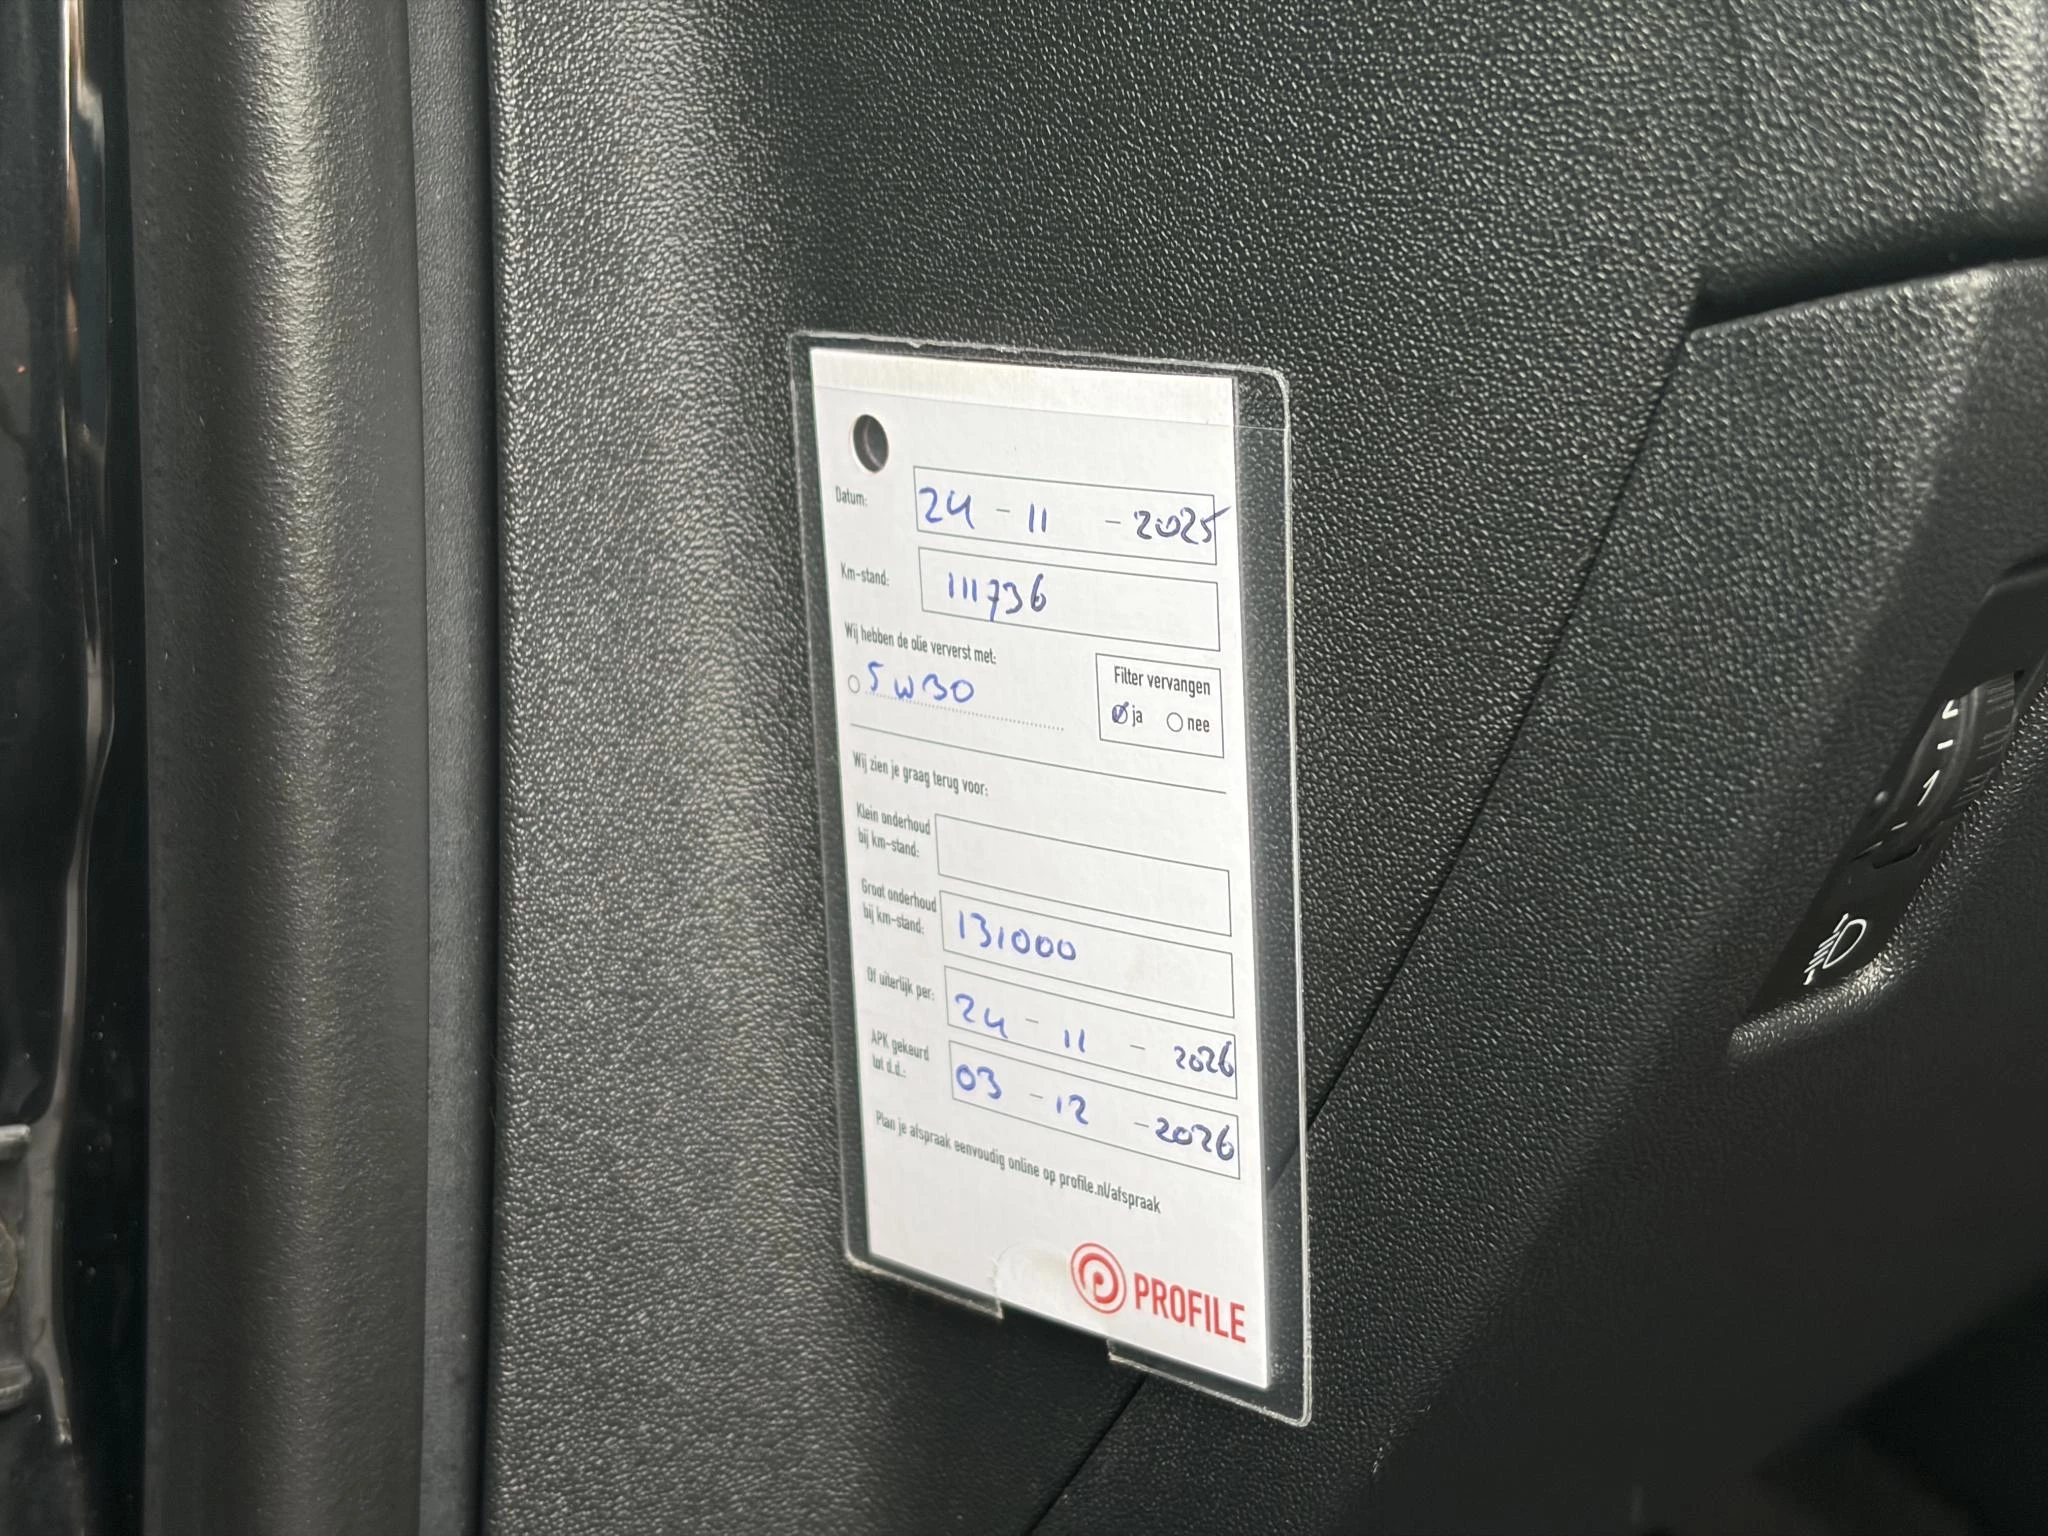 Datum: 24 - 11 - 2025
Km-stand: 111736
Wij hebben de olie ververst met:
5W30
Filter vervangen
ja nee
Wij zien je graag terug voor:
Klein onderhoud
bij km-stand:
Groot onderhoud
bij km-stand: 131000
Of uiterlijk per: 24 - 11 - 2026
APK gekeurd
tot d.d.: 03 - 12 - 2026
Plan je afspraak eenvoudig online op profile.nl/afspraak
PROFILE